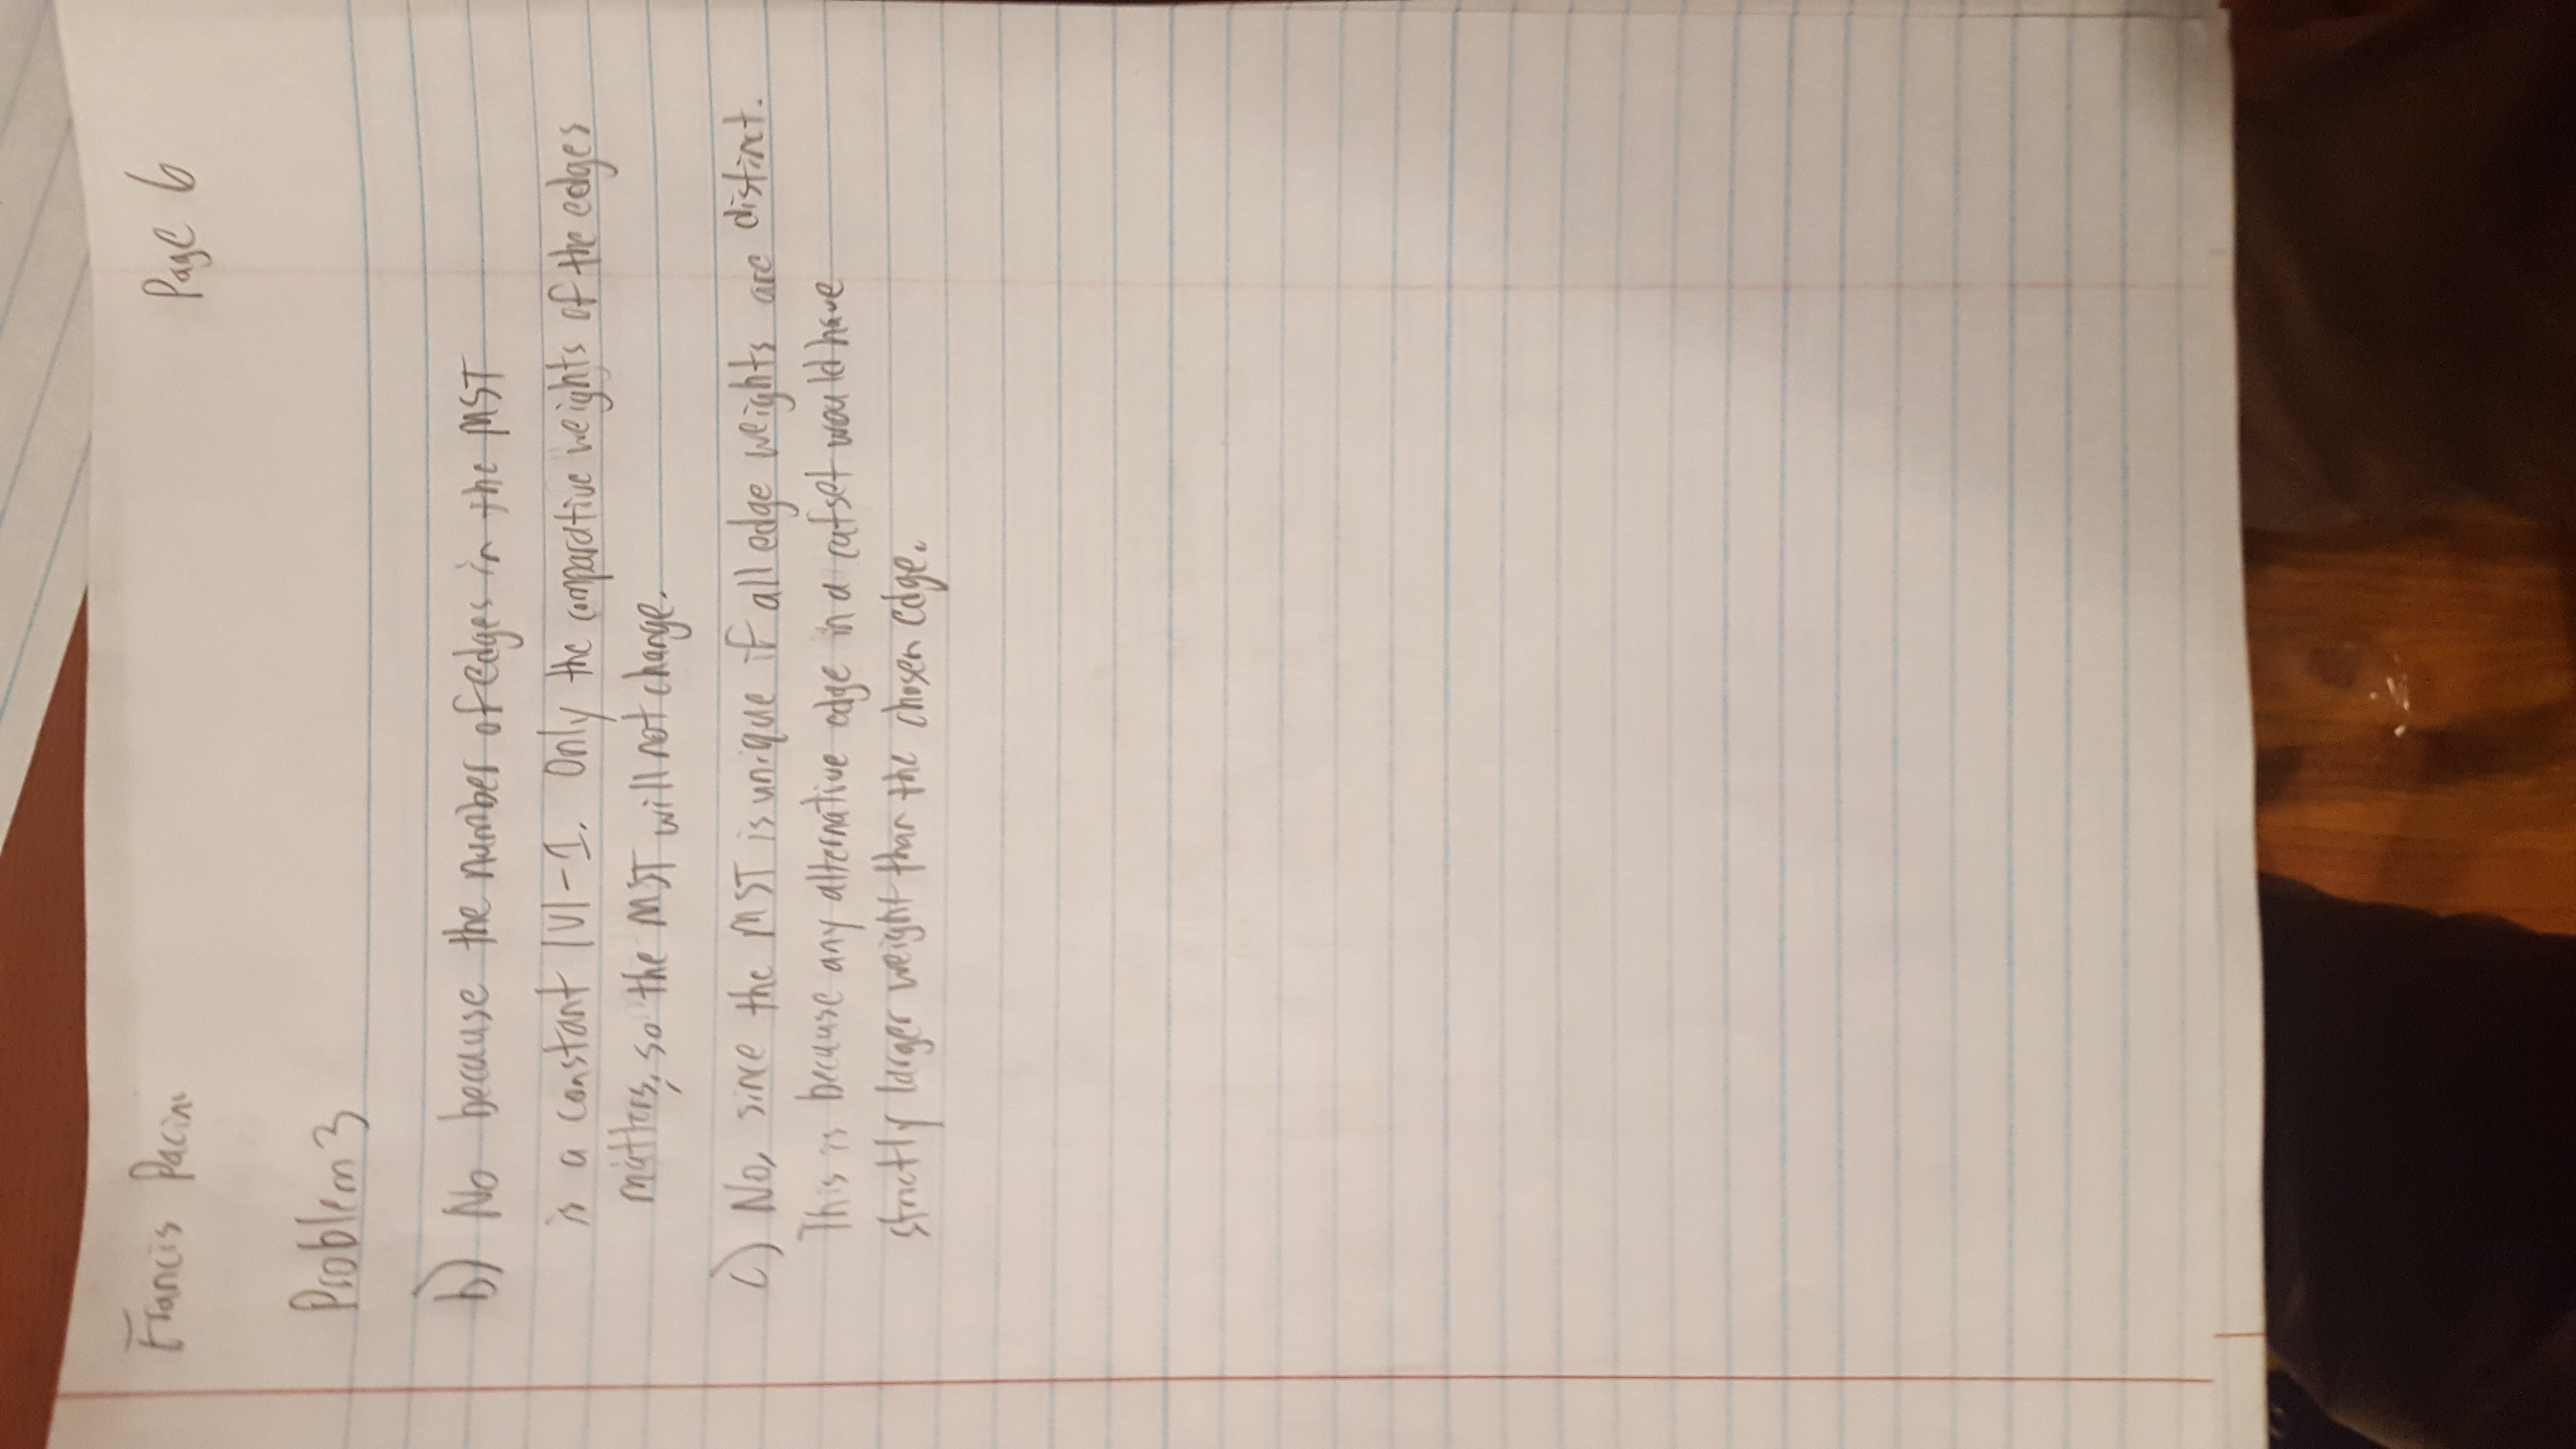 Francis Pacini
Page 6
Problem 3
b) No because the number of edges in the MST
is a constant |V|-1. Only the comparative weights of the edges
matters, so the MST will not change.
c) No, since the MST is unique if all edge weights are distinct.
This is because any alternative edge in a cutset would have
strictly larger weight than the chosen edge.